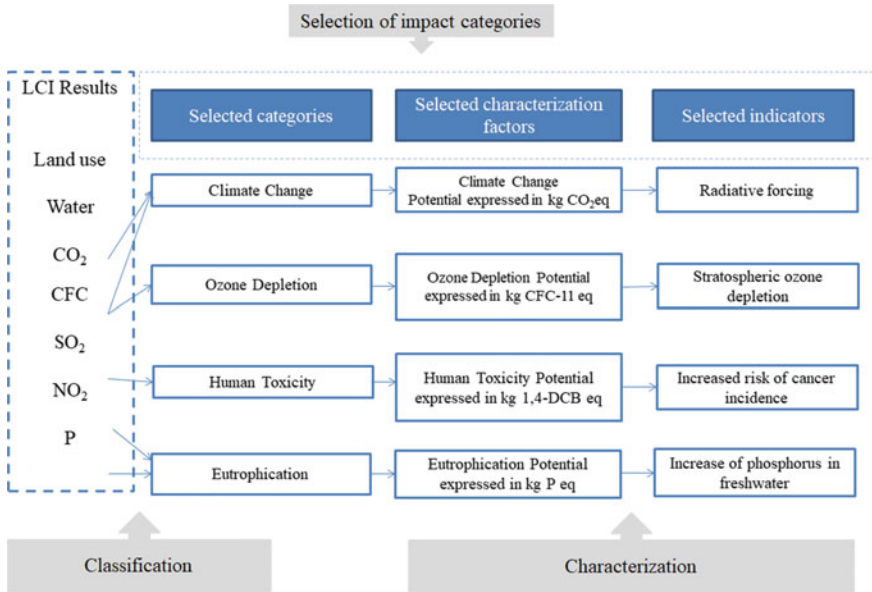 Selection of impact categories
LCI Results
Selected categories
Selected characterization
factors
Selected indicators
Land use
Water
CO₂
CFC
SO₂
NO₂
P
Climate Change
Climate Change
Potential expressed in kg CO₂eq
Radiative forcing
Ozone Depletion
Ozone Depletion Potential
expressed in kg CFC-11 eq
Stratospheric ozone
depletion
Human Toxicity
Human Toxicity Potential
expressed in kg 1,4-DCB eq
Increased risk of cancer
incidence
Eutrophication
Eutrophication Potential
expressed in kg P eq
Increase of phosphorus in
freshwater
Classification
Characterization